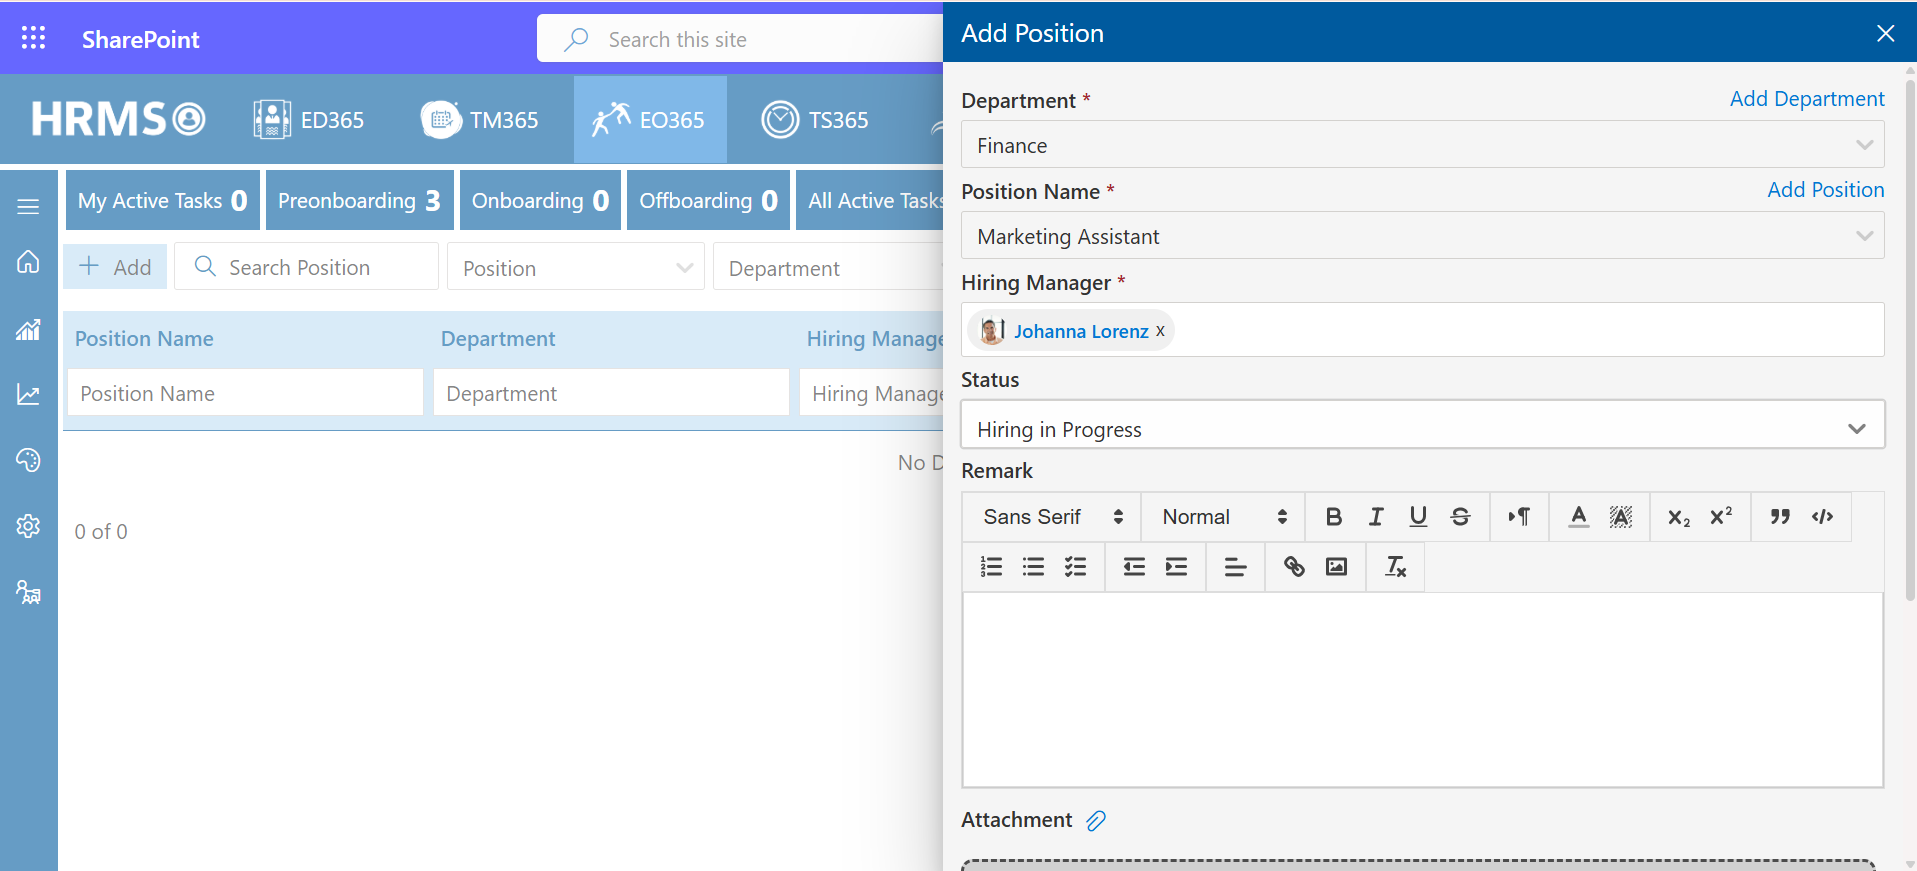 SharePoint
Search this site
Add Position
HRMS
ED365
TM365
EO365
TS365
Department *
Add Department
Finance
My Active Tasks 0
Preonboarding 3
Onboarding 0
Offboarding 0
All Active Tasks
Position Name *
Add Position
Marketing Assistant
Add
Search Position
Position
Department
Hiring Manager *
Johanna Lorenz x
Position Name
Department
Hiring Manage
Position Name
Department
Hiring Manage
Status
Hiring in Progress
No D
Remark
Sans Serif
Normal
0 of 0
Attachment